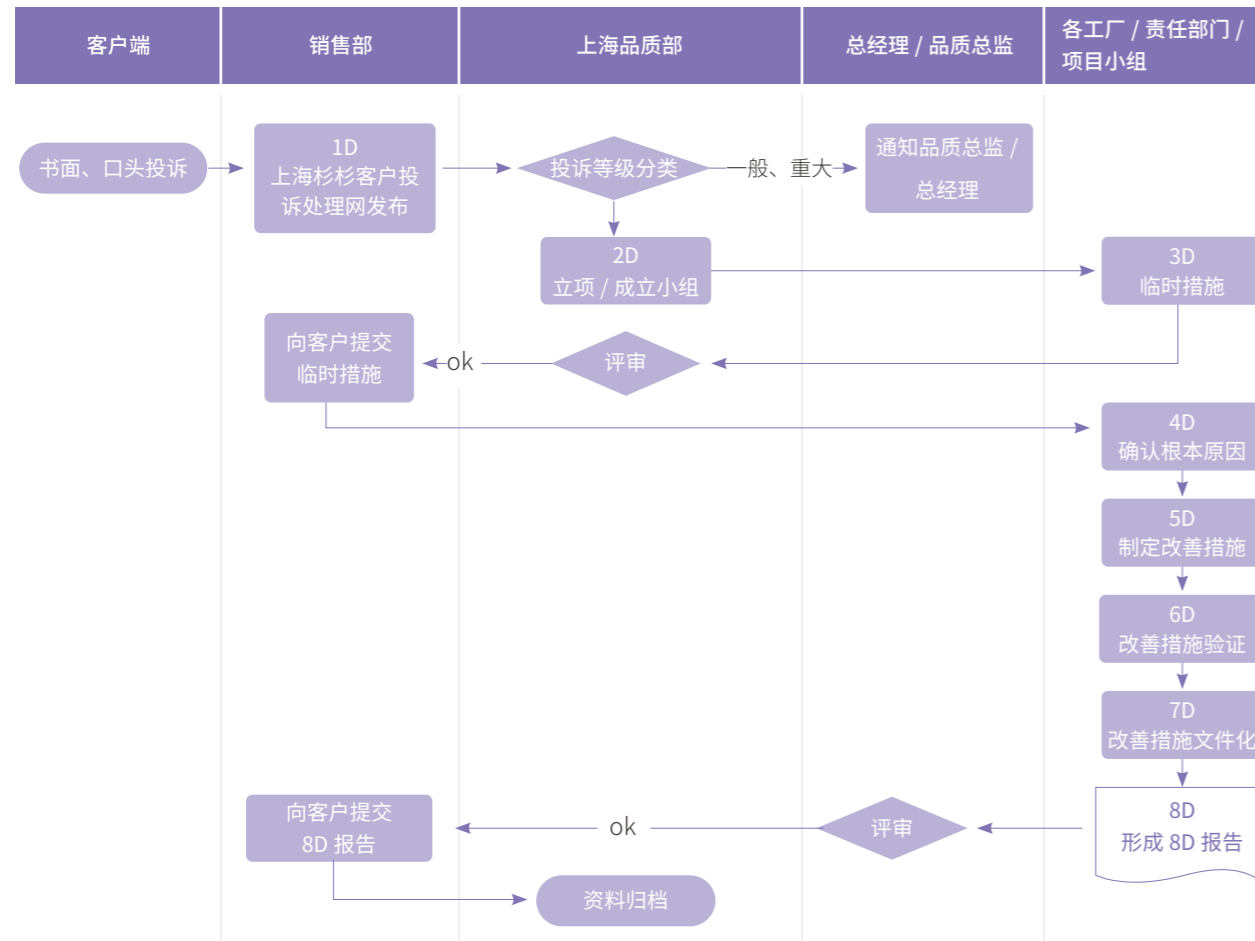 客户端
销售部
上海品质部
总经理 / 品质总监
各工厂 / 责任部门 /
项目小组
书面、口头投诉
1D
上海杉杉客户投
诉处理网发布
投诉等级分类
一般、重大
通知品质总监 /
总经理
2D
立项 / 成立小组
3D
临时措施
向客户提交
临时措施
ok
评审
4D
确认根本原因
5D
制定改善措施
6D
改善措施验证
7D
改善措施文件化
8D
形成 8D 报告
评审
ok
向客户提交
8D 报告
资料归档